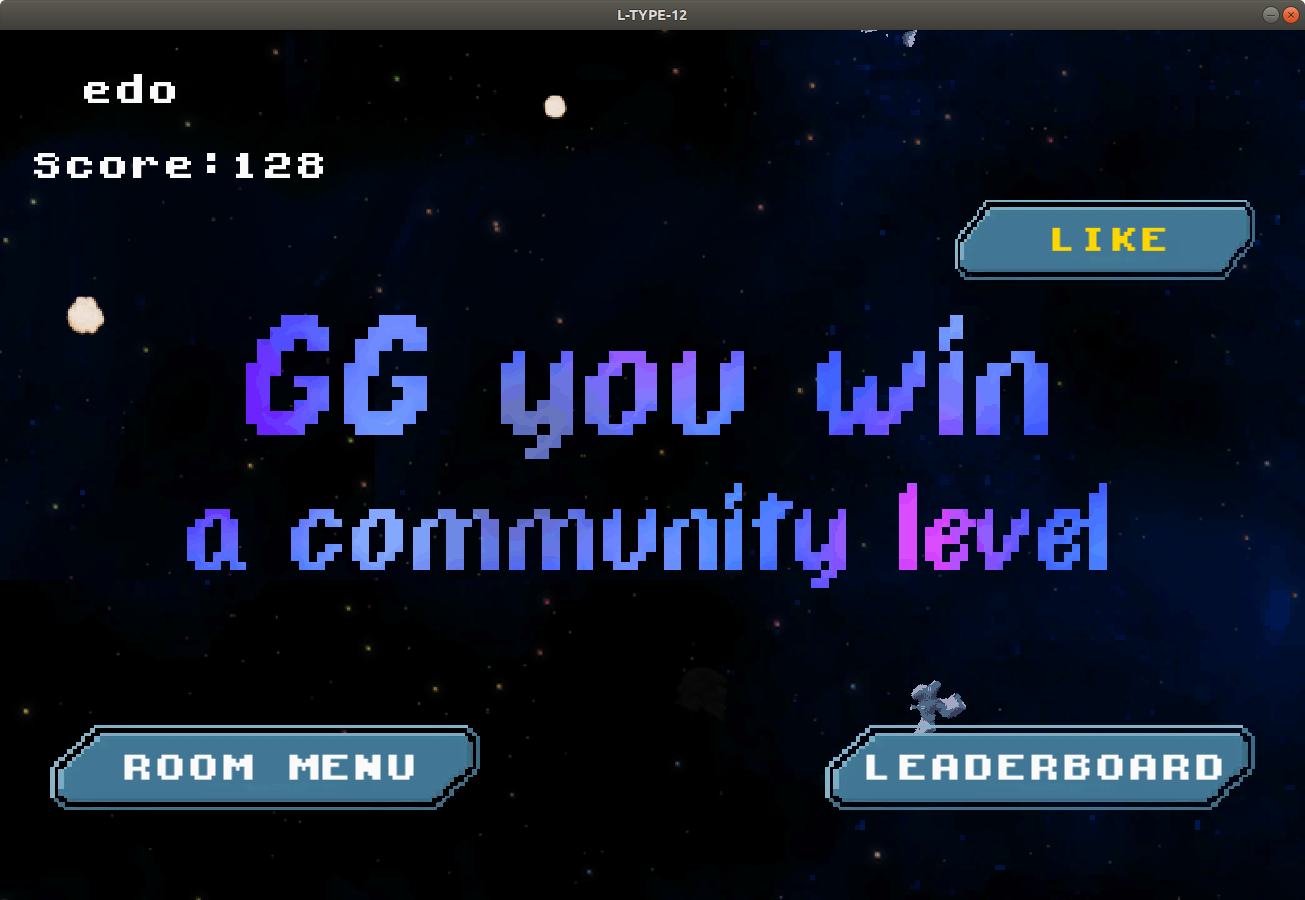 L-TYPE-12
edo
Score:128
LIKE
GG you win
a community level
ROOM MENU
LEADERBOARD